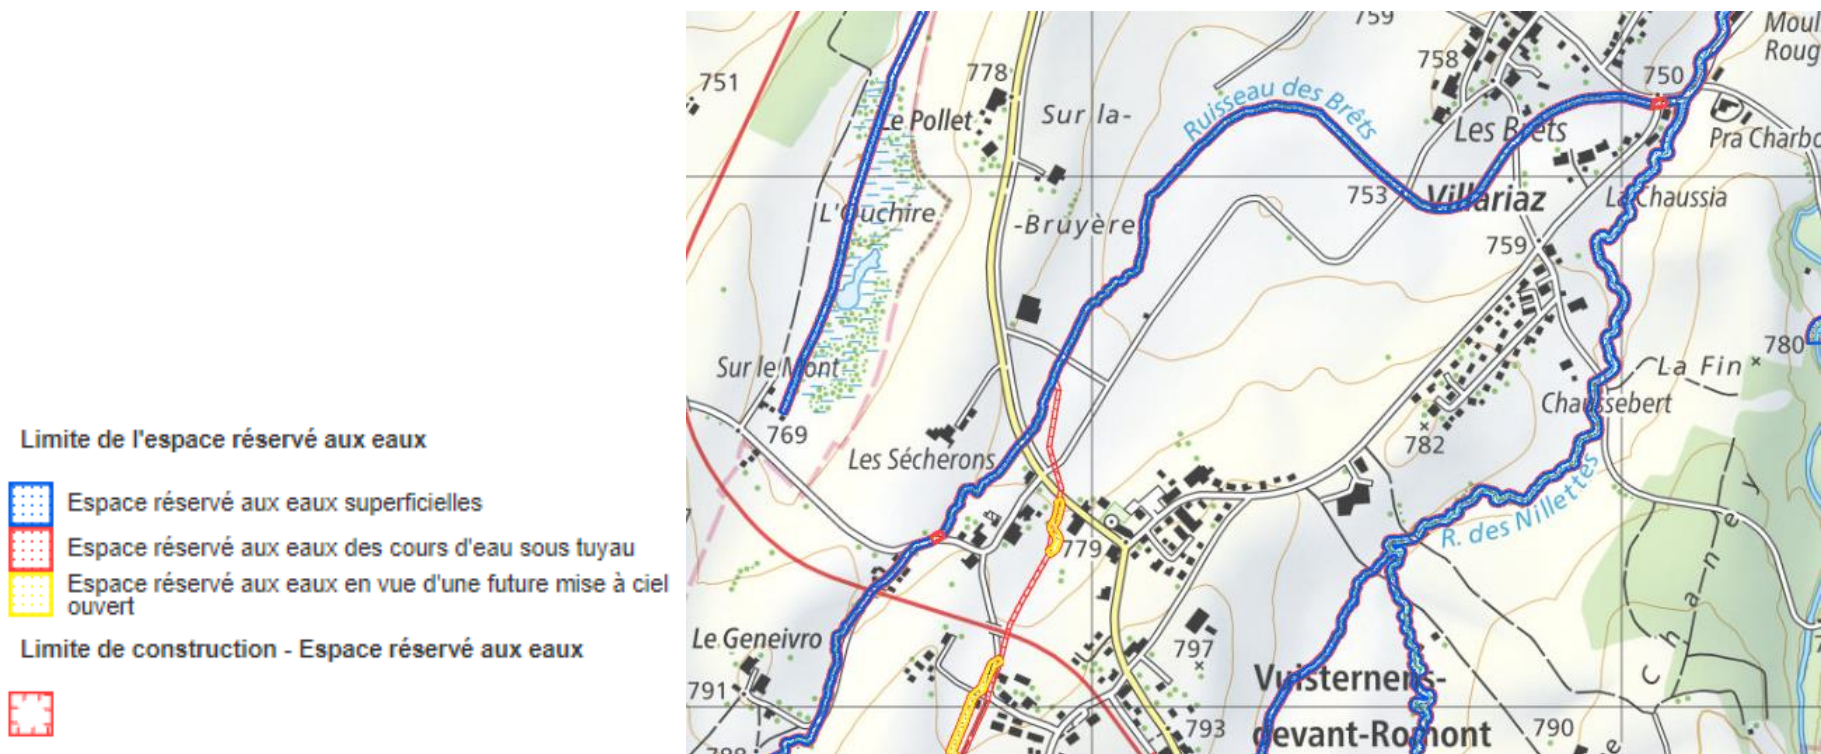 Limite de l'espace réservé aux eaux
Espace réservé aux eaux superficielles
Espace réservé aux eaux des cours d'eau sous tuyau
Espace réservé aux eaux en vue d'une future mise à ciel
ouvert
Limite de construction - Espace réservé aux eaux
759
Moul
Roug
751
778
758
750
Le Pollet
Sur la-
Ruisseau des Brêts
Les Brêts
Pra Charbo
L'Ouchire
-Bruyère
753
Villariaz
La Chaussia
759
780
Sur le Mont
La Fin
769
Chaussebert
782
Les Sécherons
R. des Nillettes
779
Chaney
Le Geneivro
797
791
Vuisternens-
devant-Romont
793
790
788